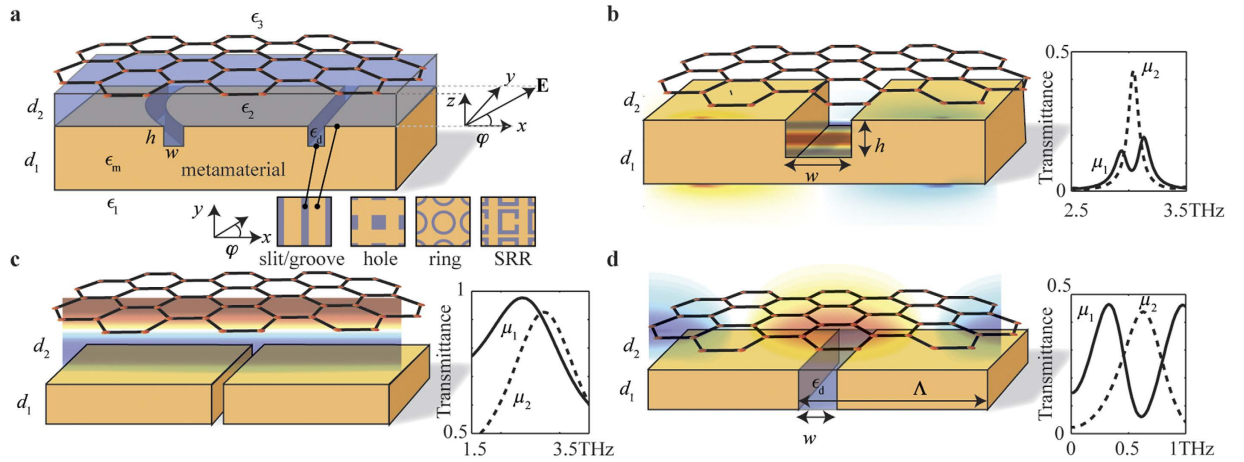 a
ϵ₃
d₂
ϵ₂
h
w
ϵd
d₁
ϵm
metamaterial
ϵ₁
z
y
E
x
φ
y
x
φ
slit/groove
hole
ring
SRR
b
d₂
d₁
h
w
Transmittance
0.5
0
μ₂
μ₁
2.5
3.5THz
c
d₂
d₁
Transmittance
1
0.5
μ₁
μ₂
1.5
3.5THz
d
d₂
d₁
ϵd
Λ
w
Transmittance
0.5
0
μ₁
μ₂
0
0.5
1THz